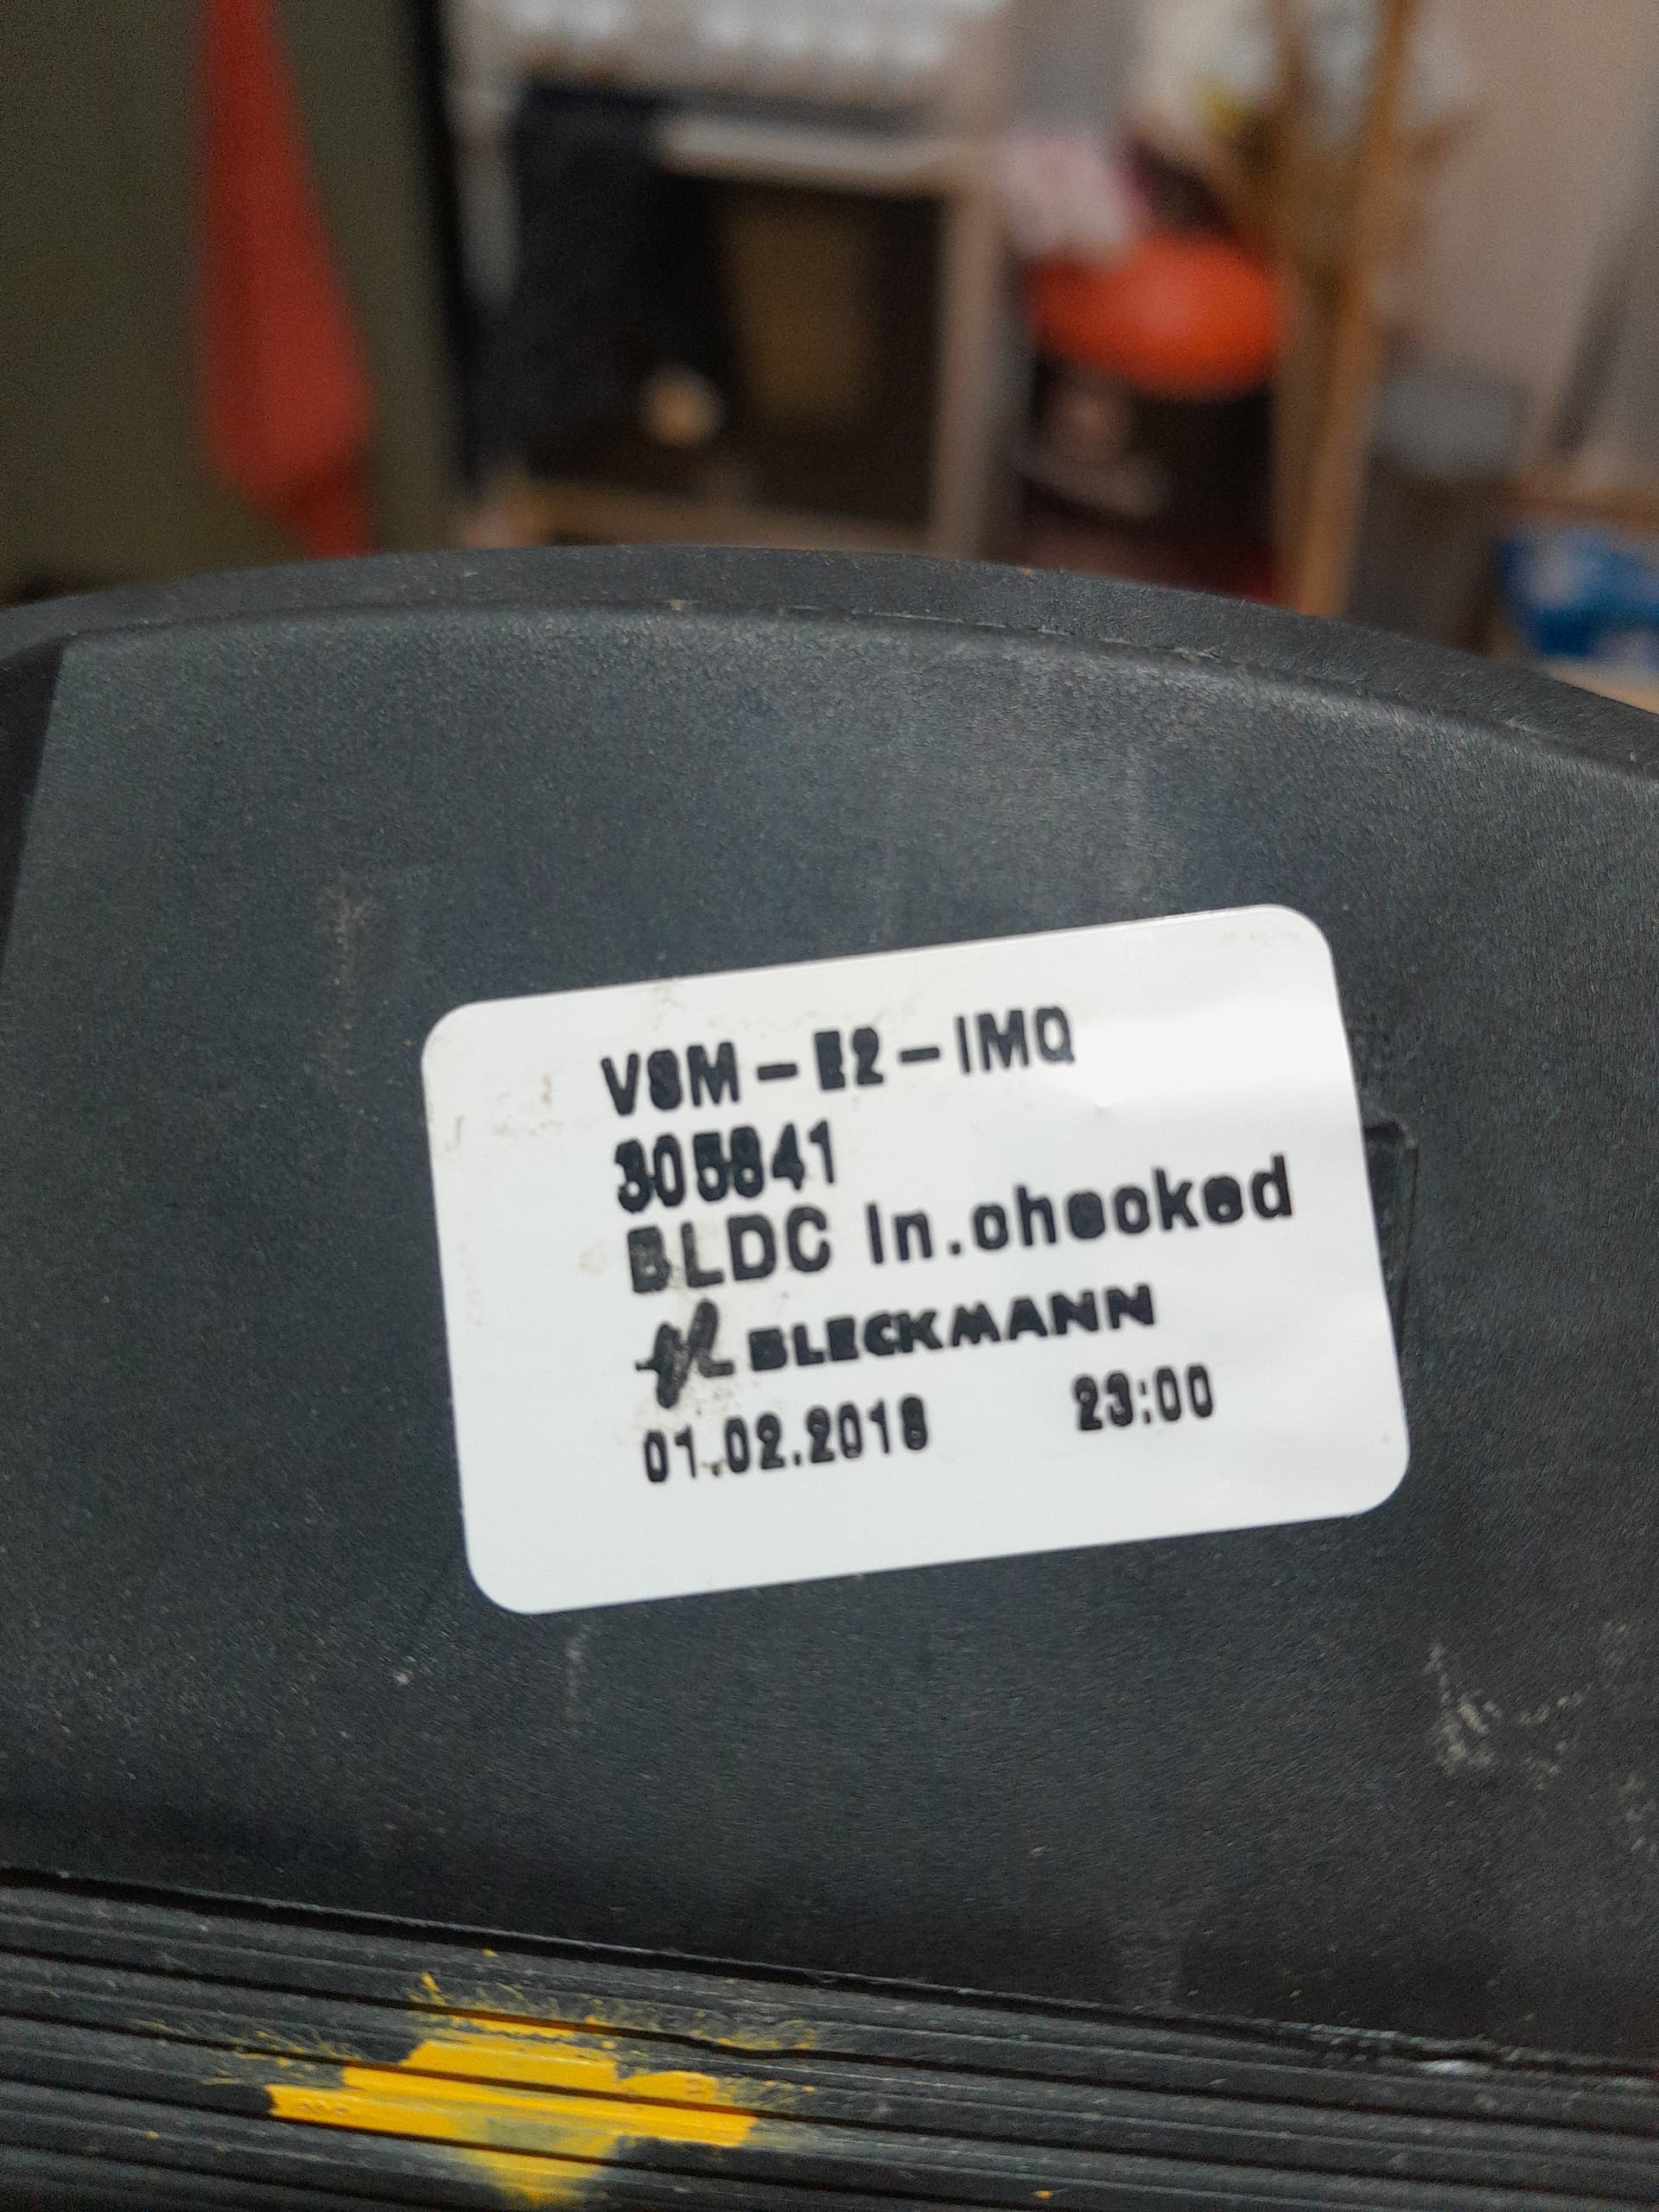 VSM-E2-IMQ
305841
BLDC In.checked
BLECKMANN
01.02.2018 23:00